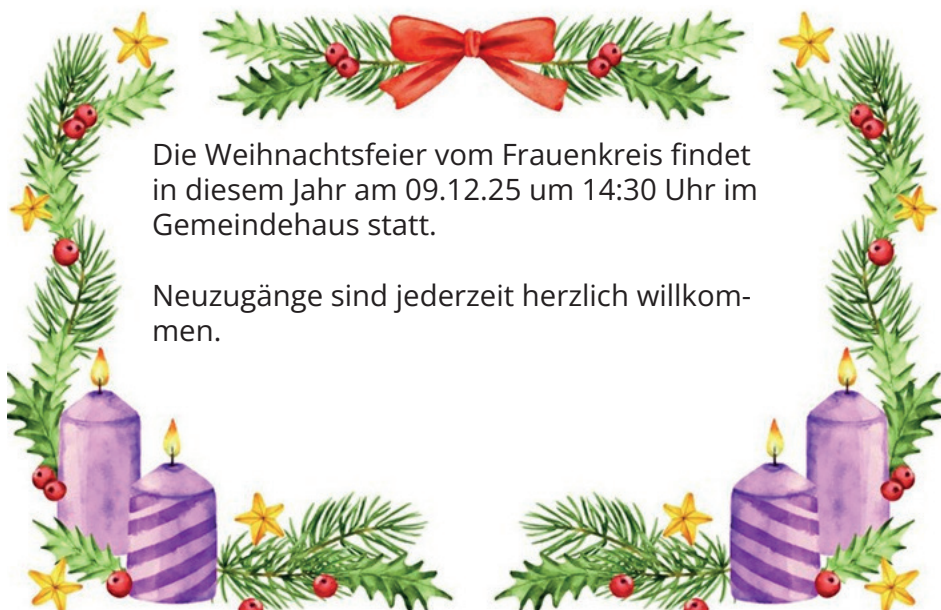 Die Weihnachtsfeier vom Frauenkreis findet
in diesem Jahr am 09.12.25 um 14:30 Uhr im
Gemeindehaus statt.
Neuzugänge sind jederzeit herzlich willkom-
men.